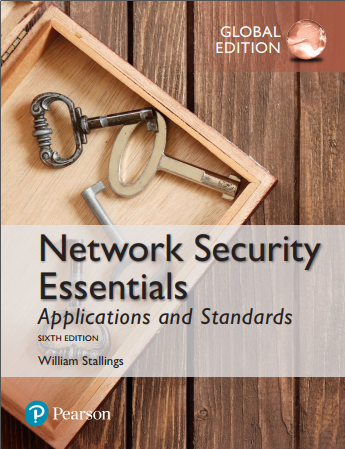 GLOBAL
EDITION
Network Security
Essentials
Applications and Standards
SIXTH EDITION
William Stallings
Pearson